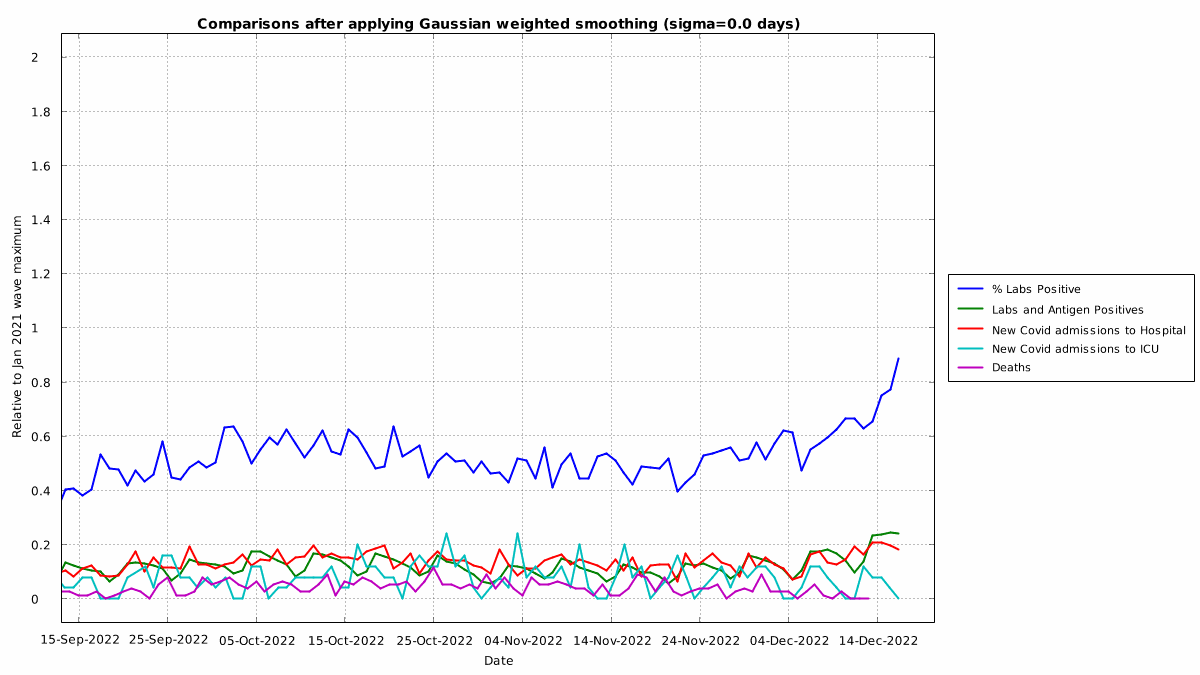 Comparisons after applying Gaussian weighted smoothing (sigma=0.0 days)
Relative to Jan 2021 wave maximum
2
1.8
1.6
1.4
1.2
1
0.8
0.6
0.4
0.2
0
15-Sep-2022 25-Sep-2022 05-Oct-2022 15-Oct-2022 25-Oct-2022 04-Nov-2022 14-Nov-2022 24-Nov-2022 04-Dec-2022 14-Dec-2022
Date
% Labs Positive
Labs and Antigen Positives
New Covid admissions to Hospital
New Covid admissions to ICU
Deaths